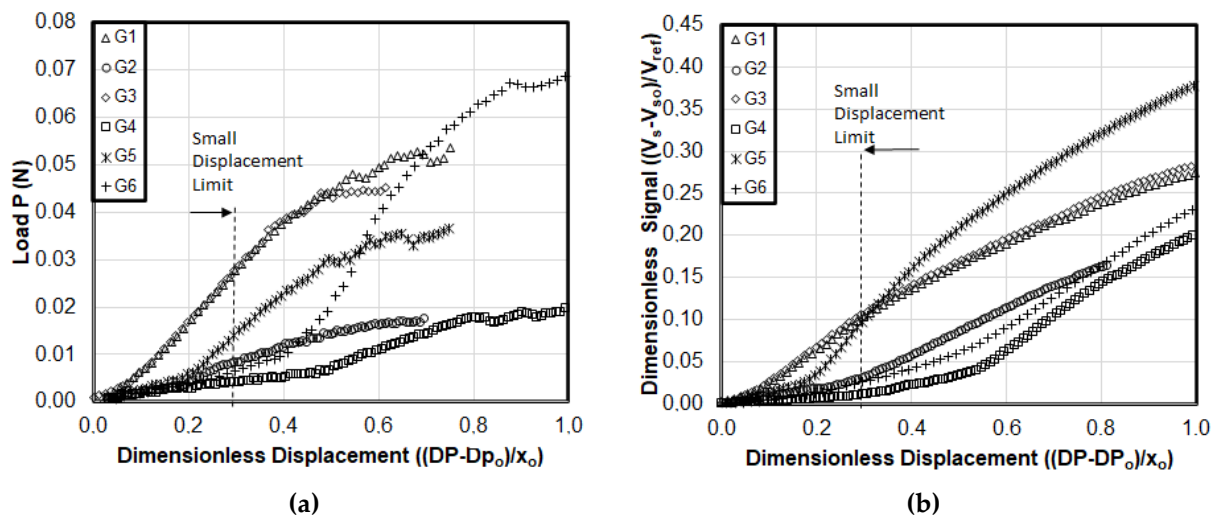 0.08
0.07
0.06
0.05
0.04
0.03
0.02
0.01
0.00
Load P (N)
G1
G2
G3
G4
G5
G6
Small
Displacement
Limit
0,0 0,2 0,4 0,6 0,8 1,0
Dimensionless Displacement ((DP-Dpo)/xo)
(a)
0.45
0.40
0.35
0.30
0.25
0.20
0.15
0.10
0.05
0.00
Dimensionless Signal ((Vs-Vso)/Vref)
G1
G2
G3
G4
G5
G6
Small
Displacement
Limit
0.0 0.2 0.4 0.6 0.8 1.0
Dimensionless Displacement ((DP-DPo)/xo)
(b)